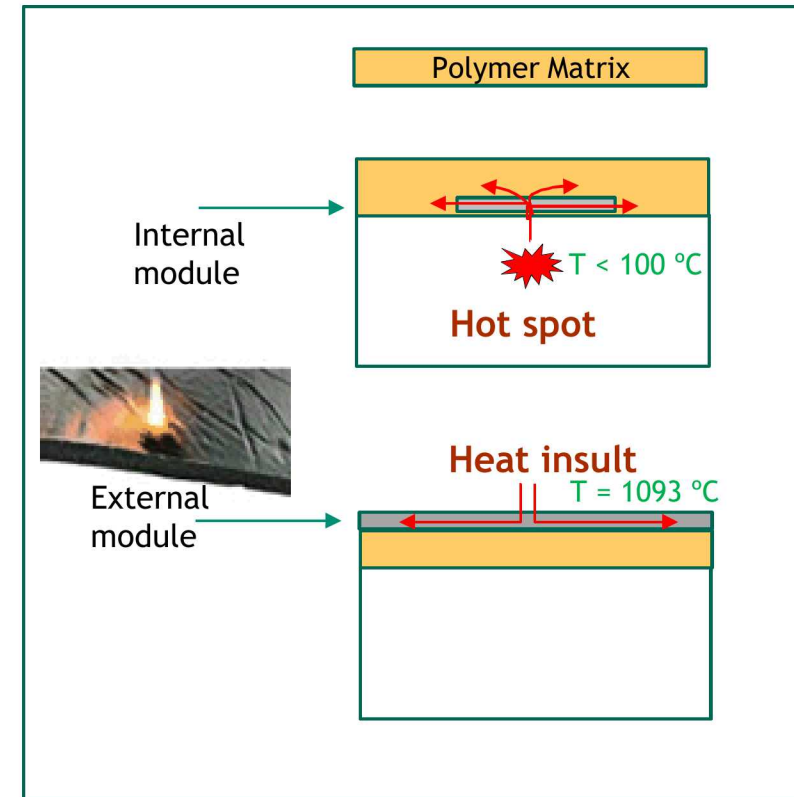 Polymer Matrix
Internal
module
T < 100 ºC
Hot spot
Heat insult
T = 1093 ºC
External
module